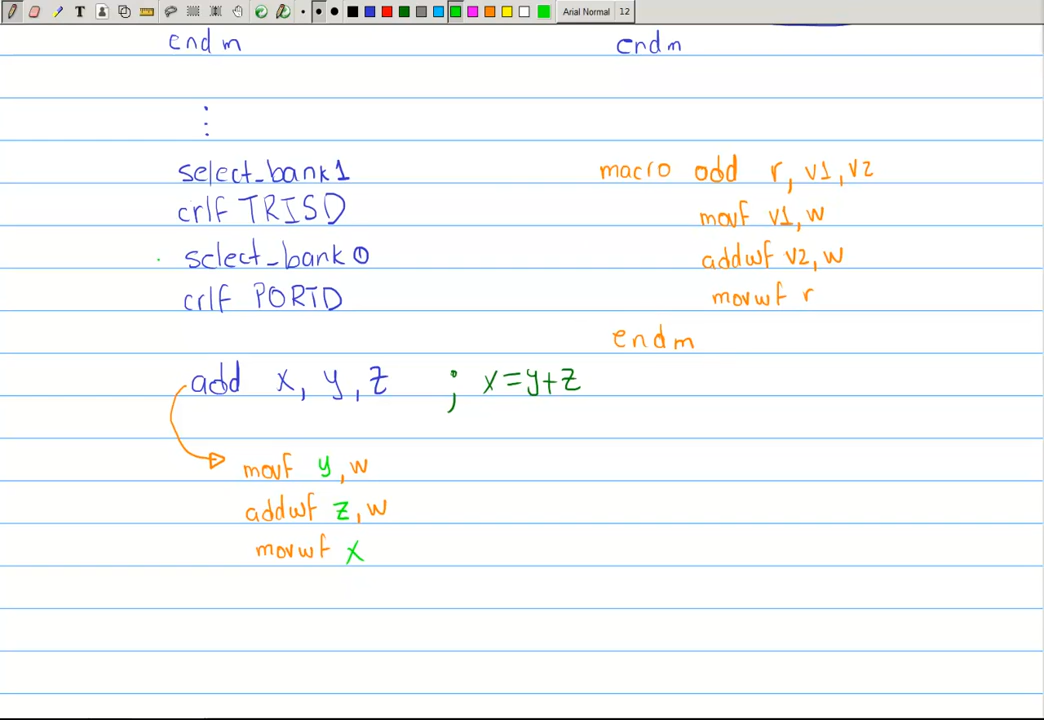 Arial Normal 12
endm
endm
select_bank1
crlf TRISD
select_bank0
crlf PORTD
macro add r, v1, v2
movf v1, w
addwf v2, w
movwf r
endm
add x, y, z ; x=y+z
movf y, w
addwf z, w
movwf x